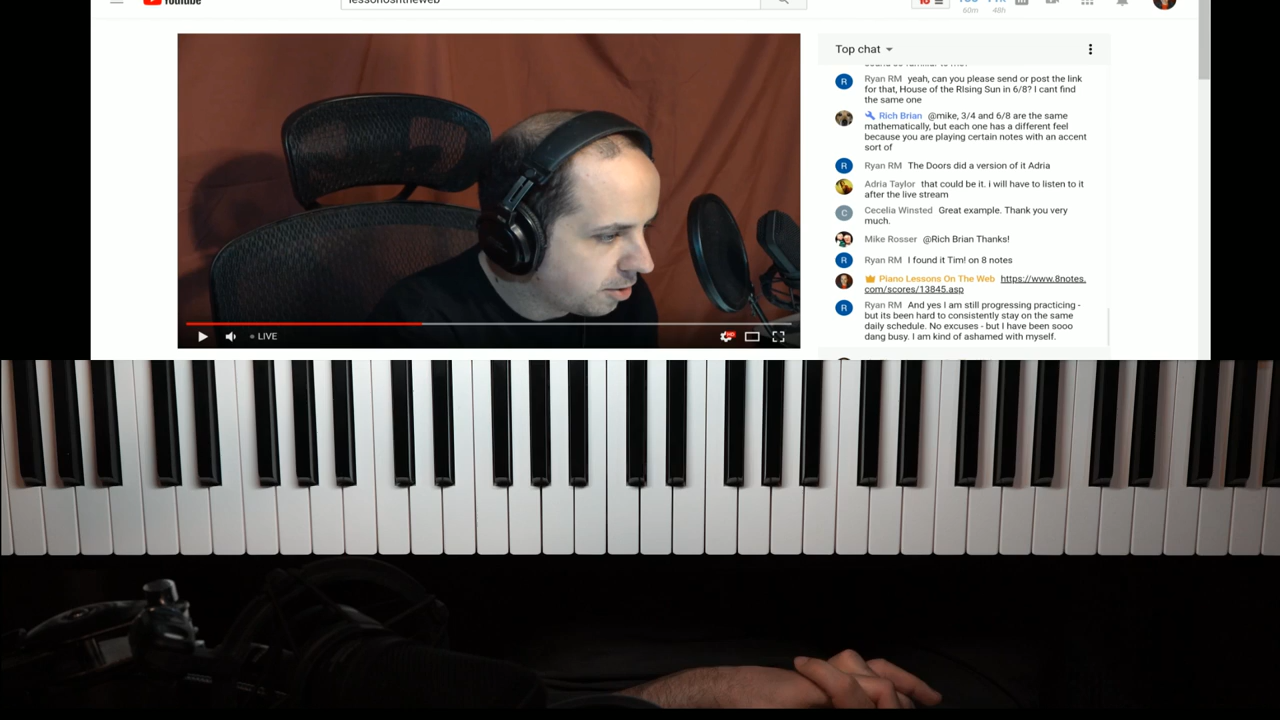 YouTube
lessonosntheweb
60m
48h
Top chat
Ryan RM yeah, can you please send or post the link
for that, House of the RIsing Sun in 6/8? I cant find
the same one
Rich Brian @mike, 3/4 and 6/8 are the same
mathematically, but each one has a different feel
because you are playing certain notes with an accent
sort of
R
Ryan RM The Doors did a version of it Adria
Adria Taylor that could be it. i will have to listen to it
after the live stream
C
Cecelia Winsted Great example. Thank you very
much.
Mike Rosser @Rich Brian Thanks!
R
Ryan RM I found it Tim! on 8 notes
Piano Lessons On The Web https://www.8notes.
com/scores/13845.asp
R
Ryan RM And yes I am still progressing practicing -
but its been hard to consistently stay on the same
daily schedule. No excuses - but I have been sooo
dang busy. I am kind of ashamed with myself.
LIVE
HD